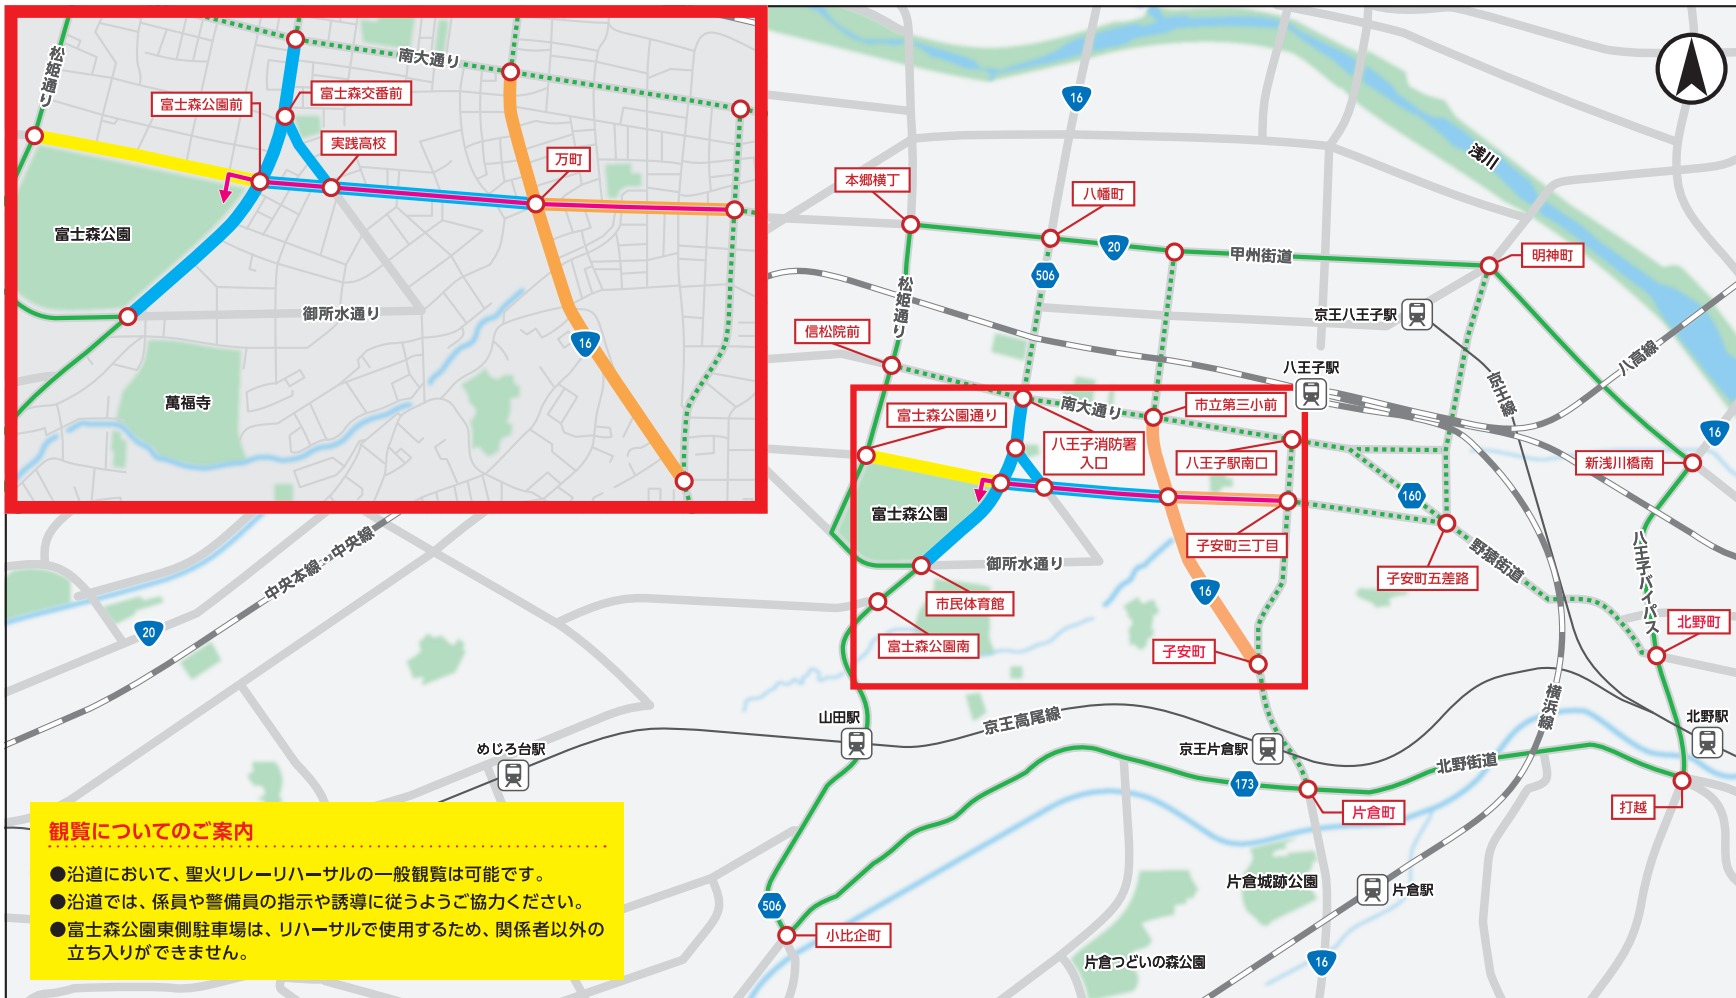 松姫通り
南大通り
富士森公園前
富士森交番前
実践高校
万町
富士森公園
御所水通り
16
萬福寺
16
浅川
本郷横丁
八幡町
20
甲州街道
明神町
506
松姫通り
京王八王子駅
信松院前
八王子駅
八高線
京王線
南大通り
市立第三小前
富士森公園通り
八王子消防署
入口
八王子駅南口
16
新浅川橋南
160
富士森公園
子安町三丁目
野猿街道
八王子バイパス
御所水通り
子安町五差路
16
市民体育館
北野町
富士森公園南
子安町
中央本線・中央線
20
横浜線
山田駅
京王高尾線
北野駅
めじろ台駅
京王片倉駅
北野街道
173
片倉町
打越
片倉城跡公園
片倉駅
506
小比企町
片倉つどいの森公園
16
観覧についてのご案内
●沿道において、聖火リレーリハーサルの一般観覧は可能です。
●沿道では、係員や警備員の指示や誘導に従うようご協力ください。
●富士森公園東側駐車場は、リハーサルで使用するため、関係者以外の
立ち入りができません。